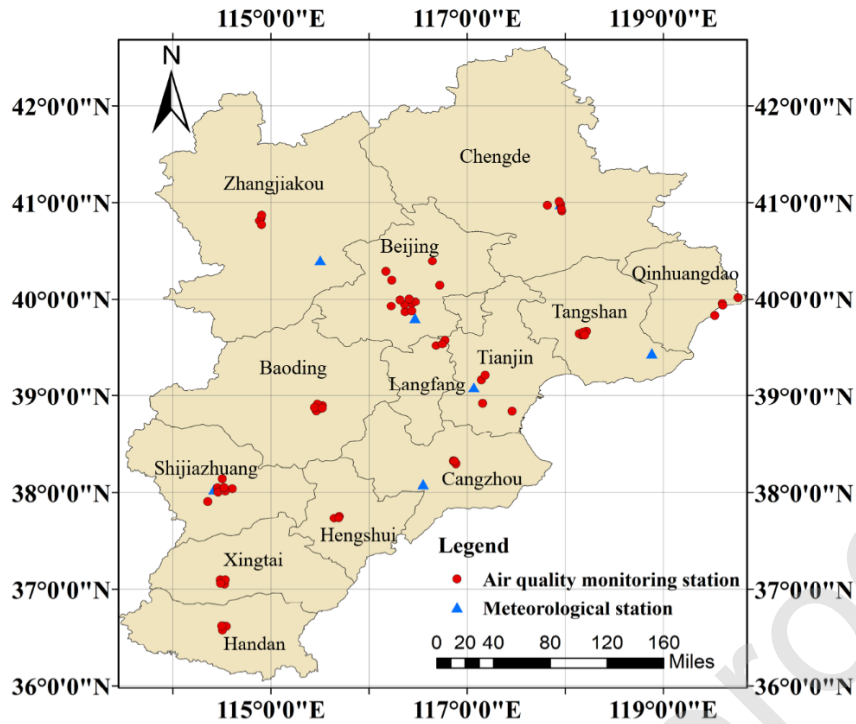 115°0'0"E 117°0'0"E 119°0'0"E
N
42°0'0"N 42°0'0"N
Chengde
Zhangjiakou
41°0'0"N 41°0'0"N
Beijing
Qinhuangdao
40°0'0"N 40°0'0"N
Tangshan
Tianjin
Baoding
Langfang
39°0'0"N 39°0'0"N
Shijiazhuang
Cangzhou
38°0'0"N 38°0'0"N
Hengshui
Legend
Xingtai
Air quality monitoring station
37°0'0"N 37°0'0"N
Meteorological station
Handan
0 20 40 80 120 160
Miles
36°0'0"N 36°0'0"N
115°0'0"E 117°0'0"E 119°0'0"E